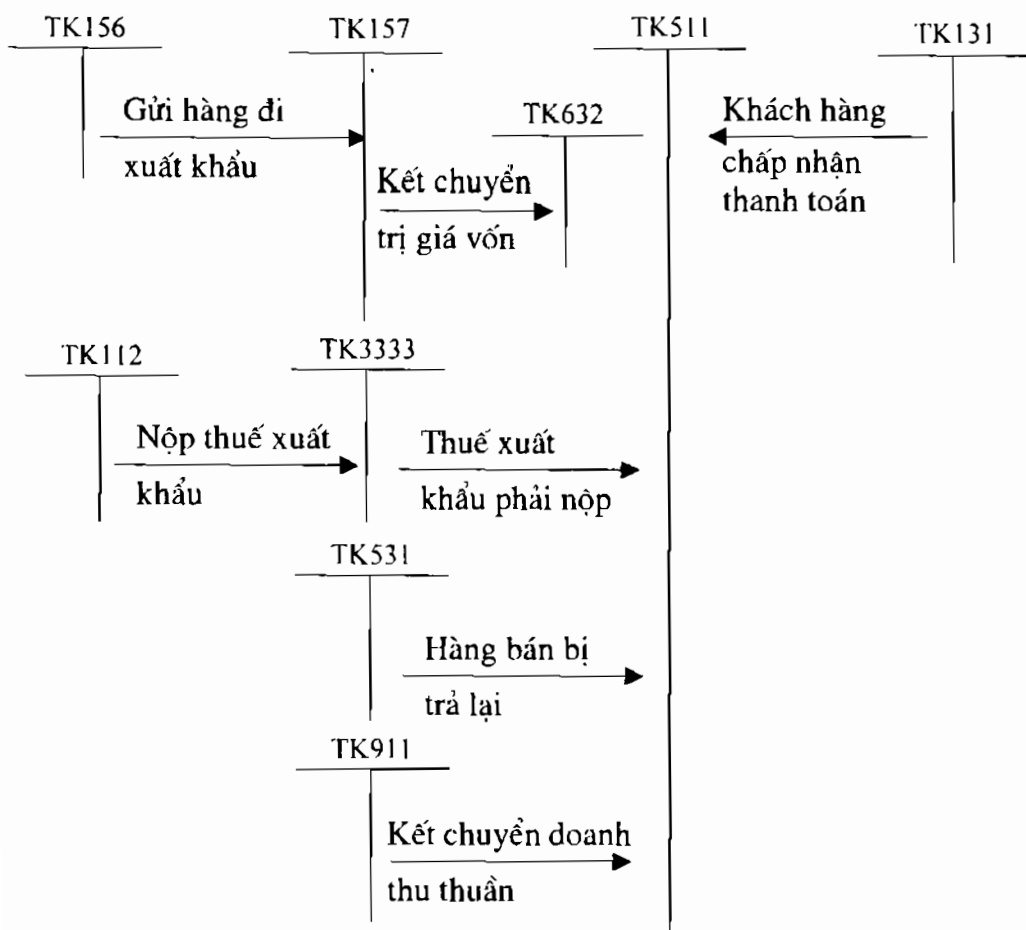 TK156
TK157
TK511
TK131
Gửi hàng đi
xuất khẩu
TK632
Kết chuyển
trị giá vốn
Khách hàng
chấp nhận
thanh toán
TK112
TK3333
Nộp thuế xuất
khẩu
Thuế xuất
khẩu phải nộp
TK531
Hàng bán bị
trả lại
TK911
Kết chuyển doanh
thu thuần